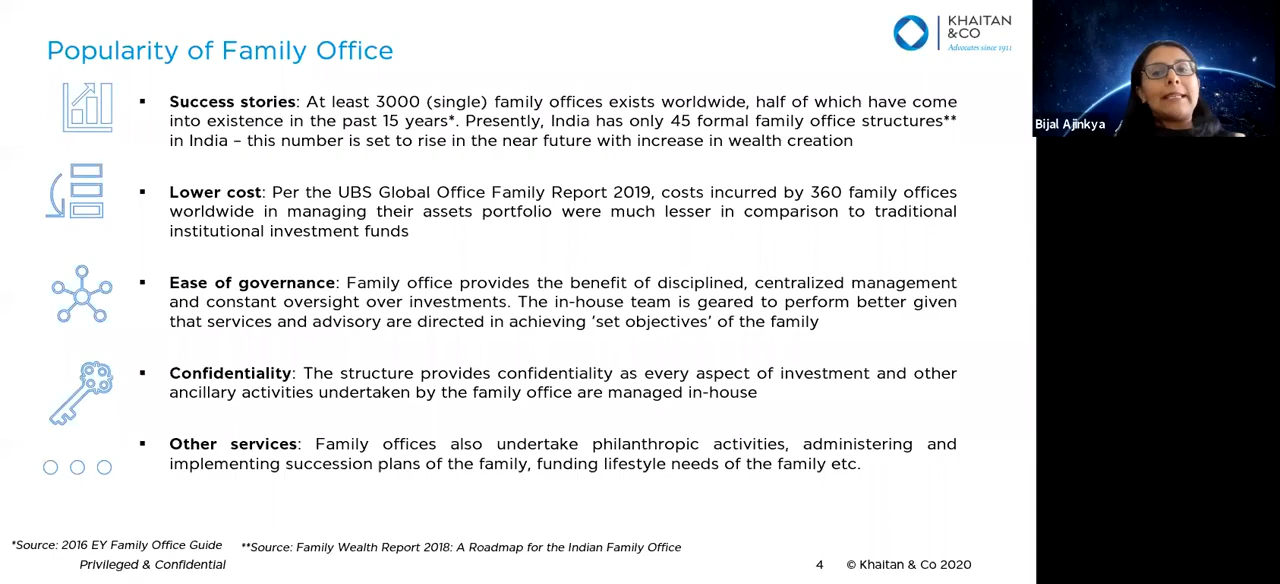 Popularity of Family Office
KHAITAN
&CO
Advocates since 1911
▪ Success stories: At least 3000 (single) family offices exists worldwide, half of which have come
into existence in the past 15 years*. Presently, India has only 45 formal family office structures**
in India – this number is set to rise in the near future with increase in wealth creation
▪ Lower cost: Per the UBS Global Office Family Report 2019, costs incurred by 360 family offices
worldwide in managing their assets portfolio were much lesser in comparison to traditional
institutional investment funds
▪ Ease of governance: Family office provides the benefit of disciplined, centralized management
and constant oversight over investments. The in-house team is geared to perform better given
that services and advisory are directed in achieving ‘set objectives’ of the family
▪ Confidentiality: The structure provides confidentiality as every aspect of investment and other
ancillary activities undertaken by the family office are managed in-house
▪ Other services: Family offices also undertake philanthropic activities, administering and
implementing succession plans of the family, funding lifestyle needs of the family etc.
*Source: 2016 EY Family Office Guide **Source: Family Wealth Report 2018: A Roadmap for the Indian Family Office
Privileged & Confidential 4 © Khaitan & Co 2020
Bijal Ajinkya